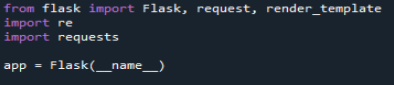 from flask import Flask, request, render_template
import re
import requests
app = Flask(__name__)